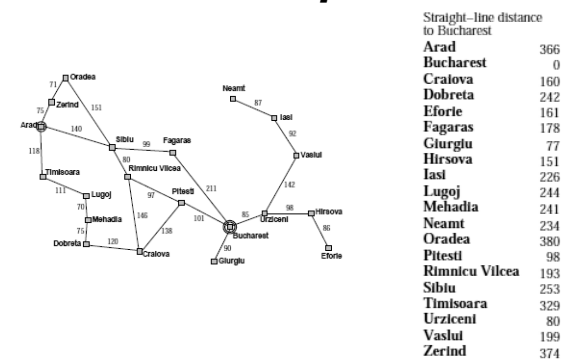 Straight–line distance
to Bucharest
Arad 366
Bucharest 0
Craiova 160
Dobreta 242
Eforie 161
Fagaras 178
Giurgiu 77
Hirsova 151
Iasi 226
Lugoj 244
Mehadia 241
Neamt 234
Oradea 380
Pitesti 98
Rimnicu Vilcea 193
Sibiu 253
Timisoara 329
Urziceni 80
Vaslui 199
Zerind 374
Oradea
71
Neamt
Zerind
87
75
151
Iasi
Arad
140
92
Sibiu
99
Fagaras
118
Vaslui
80
Timisoara
Rimnicu Vilcea
111
Lugoj
97
Pitesti
211
142
70
98
Hirsova
Mehadia
146
101
85
Urziceni
75
138
86
Bucharest
Dobreta
120
90
Craiova
Eforie
Giurgiu